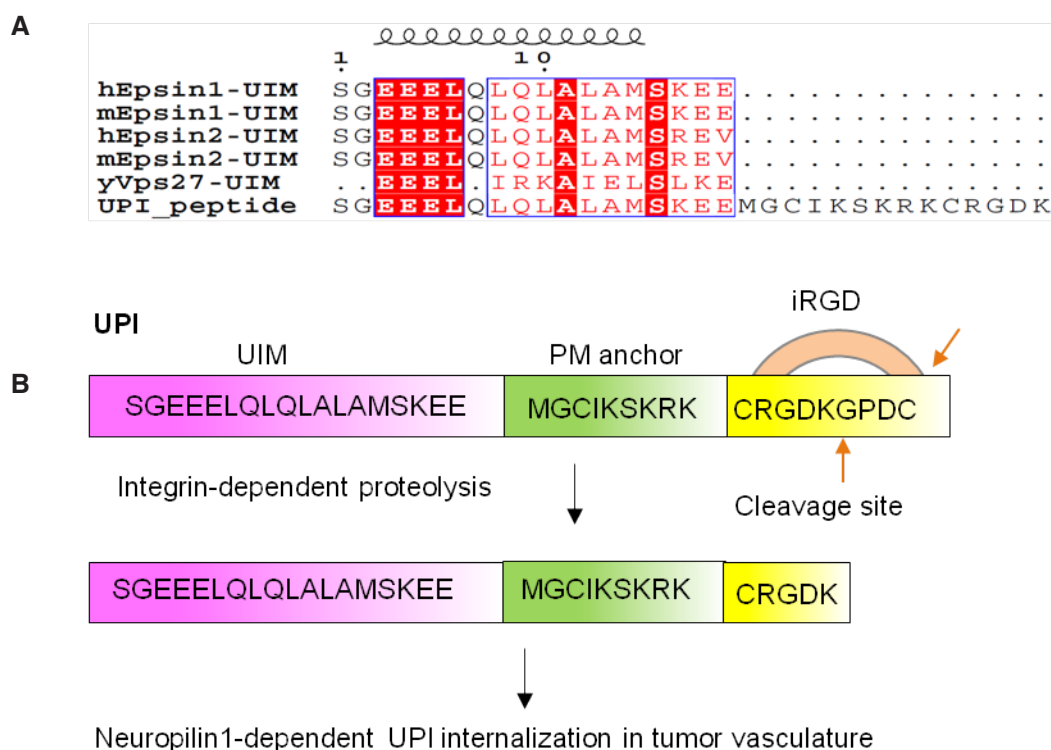 A
1 10
hEpsin1-UIM SGEEELQLQLALAMSKEE..............
mEpsin1-UIM SGEEELQLQLALAMSKEE..............
hEpsin2-UIM SGEEELQLQLALAMSREV..............
mEpsin2-UIM SGEEELQLQLALAMSREV..............
yVps27-UIM ..EEEL.IRKAIELSLKE..............
UPI_peptide SGEEELQLQLALAMSKEEMGCIKSKRKCRGDK
iRGD
UPI
UIM PM anchor
B
SGEEELQLQLALAMSKEE MGCIKSKRK CRGDKGPDC
Integrin-dependent proteolysis
Cleavage site
SGEEELQLQLALAMSKEE MGCIKSKRK CRGDK
Neuropilin1-dependent UPI internalization in tumor vasculature